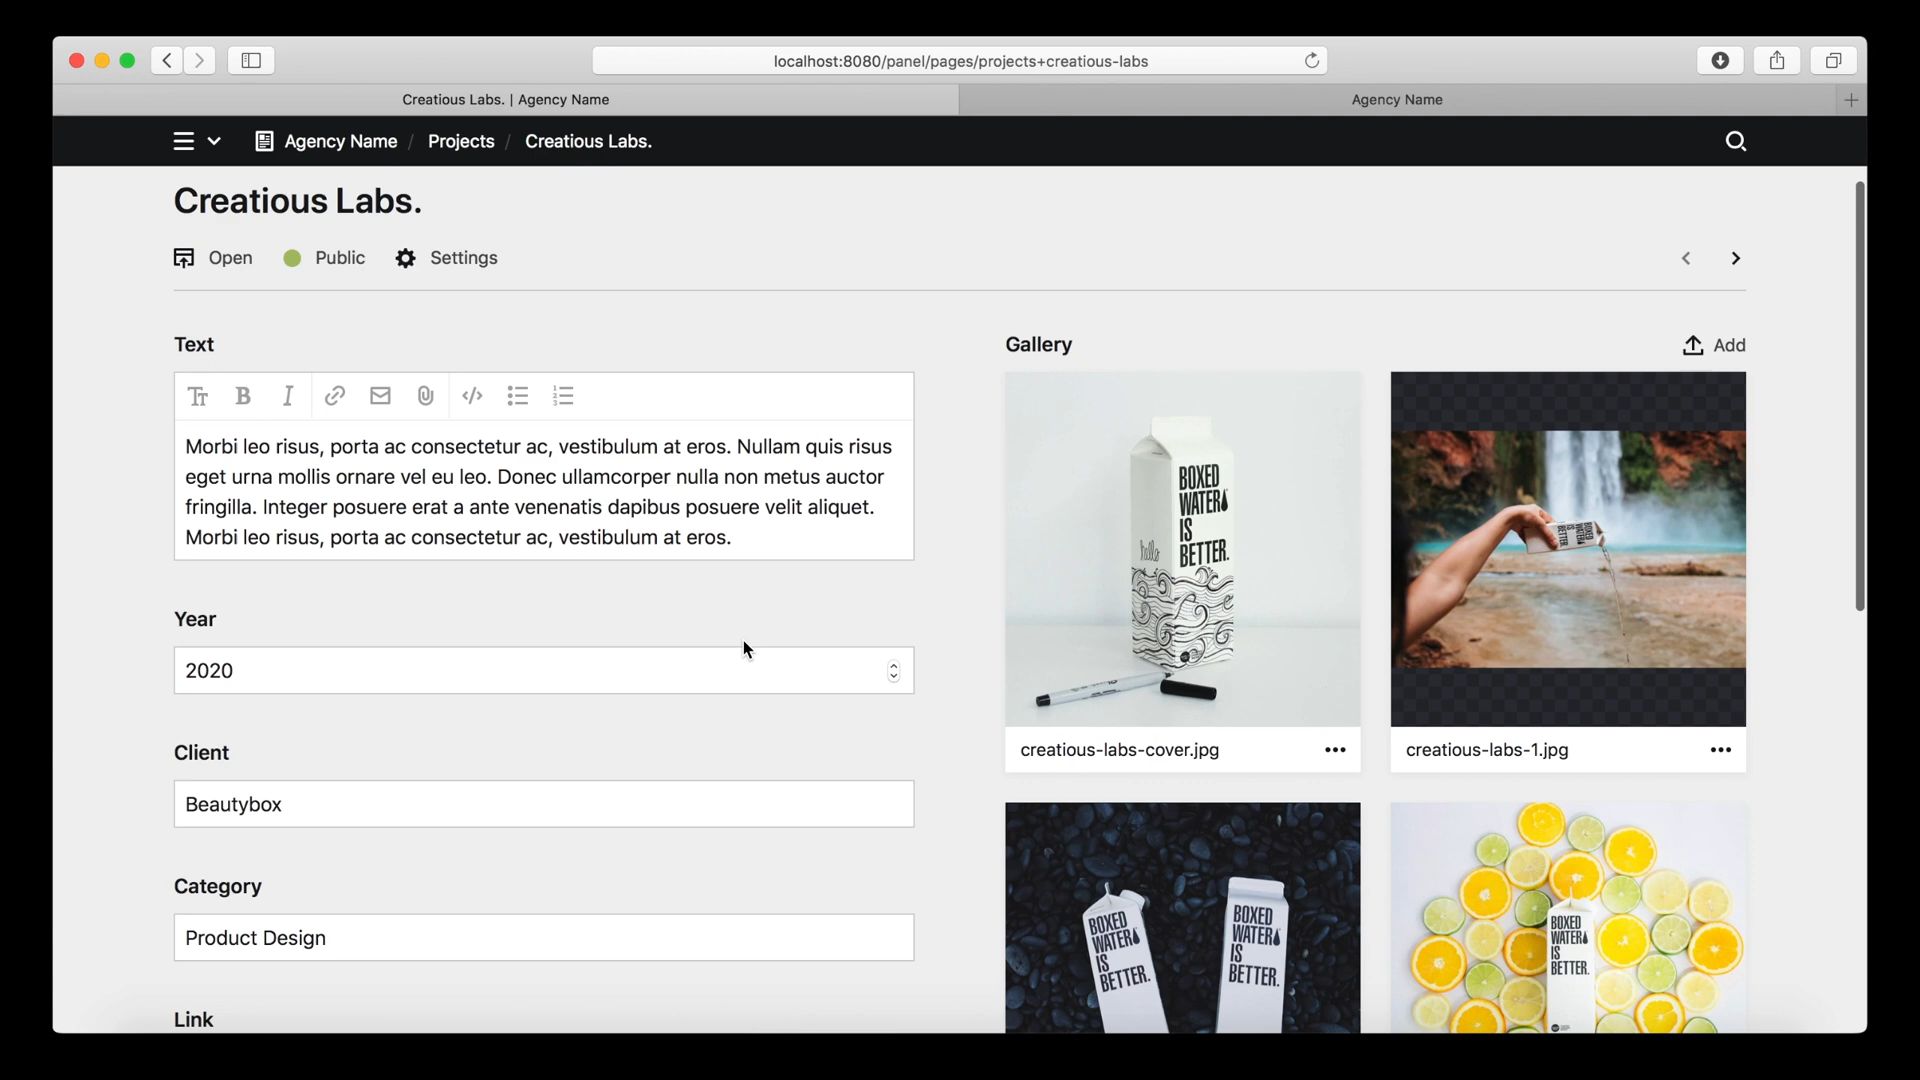 localhost:8080/panel/pages/projects+creatious-labs
Creatious Labs. | Agency Name
Agency Name
Agency Name / Projects / Creatious Labs.
Creatious Labs.
Open Public Settings
Text
Morbi leo risus, porta ac consectetur ac, vestibulum at eros. Nullam quis risus
eget urna mollis ornare vel eu leo. Donec ullamcorper nulla non metus auctor
fringilla. Integer posuere erat a ante venenatis dapibus posuere velit aliquet.
Morbi leo risus, porta ac consectetur ac, vestibulum at eros.
Year
2020
Client
Beautybox
Category
Product Design
Link
Gallery
Add
BOXED
WATER
IS
BETTER.
hello
BOXED
WATER
IS
BETTER.
creatious-labs-cover.jpg
creatious-labs-1.jpg
BOXED
WATER
IS
BETTER.
BOXED
WATER
IS
BETTER.
BOXED
WATER
IS
BETTER.